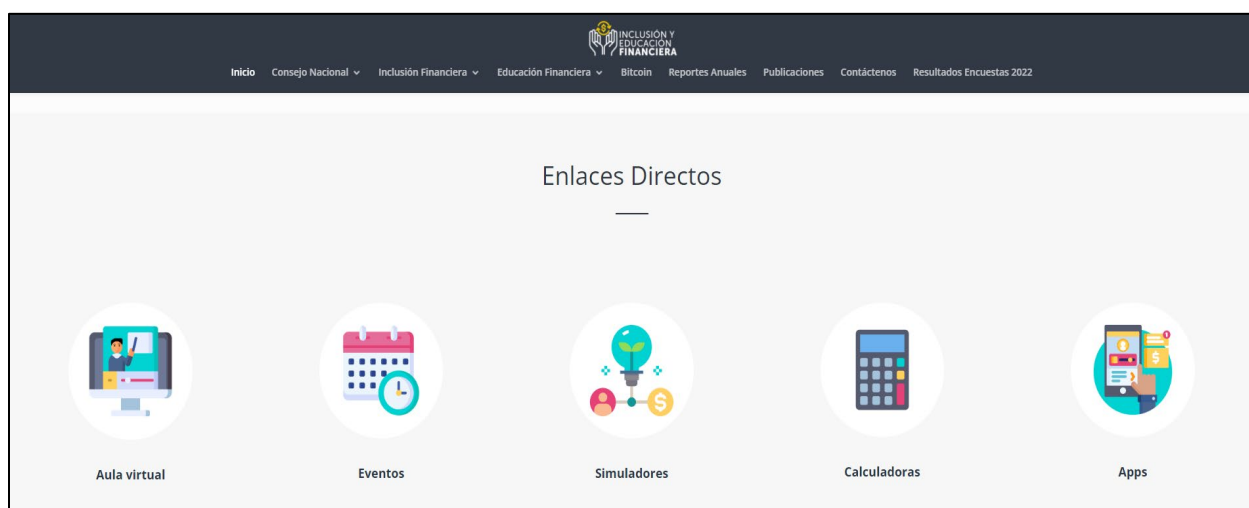 INCLUSIÓN Y
EDUCACIÓN
FINANCIERA
Inicio Consejo Nacional Inclusión Financiera Educación Financiera Bitcoin Reportes Anuales Publicaciones Contáctenos Resultados Encuestas 2022
Enlaces Directos
Aula virtual Eventos Simuladores Calculadoras Apps